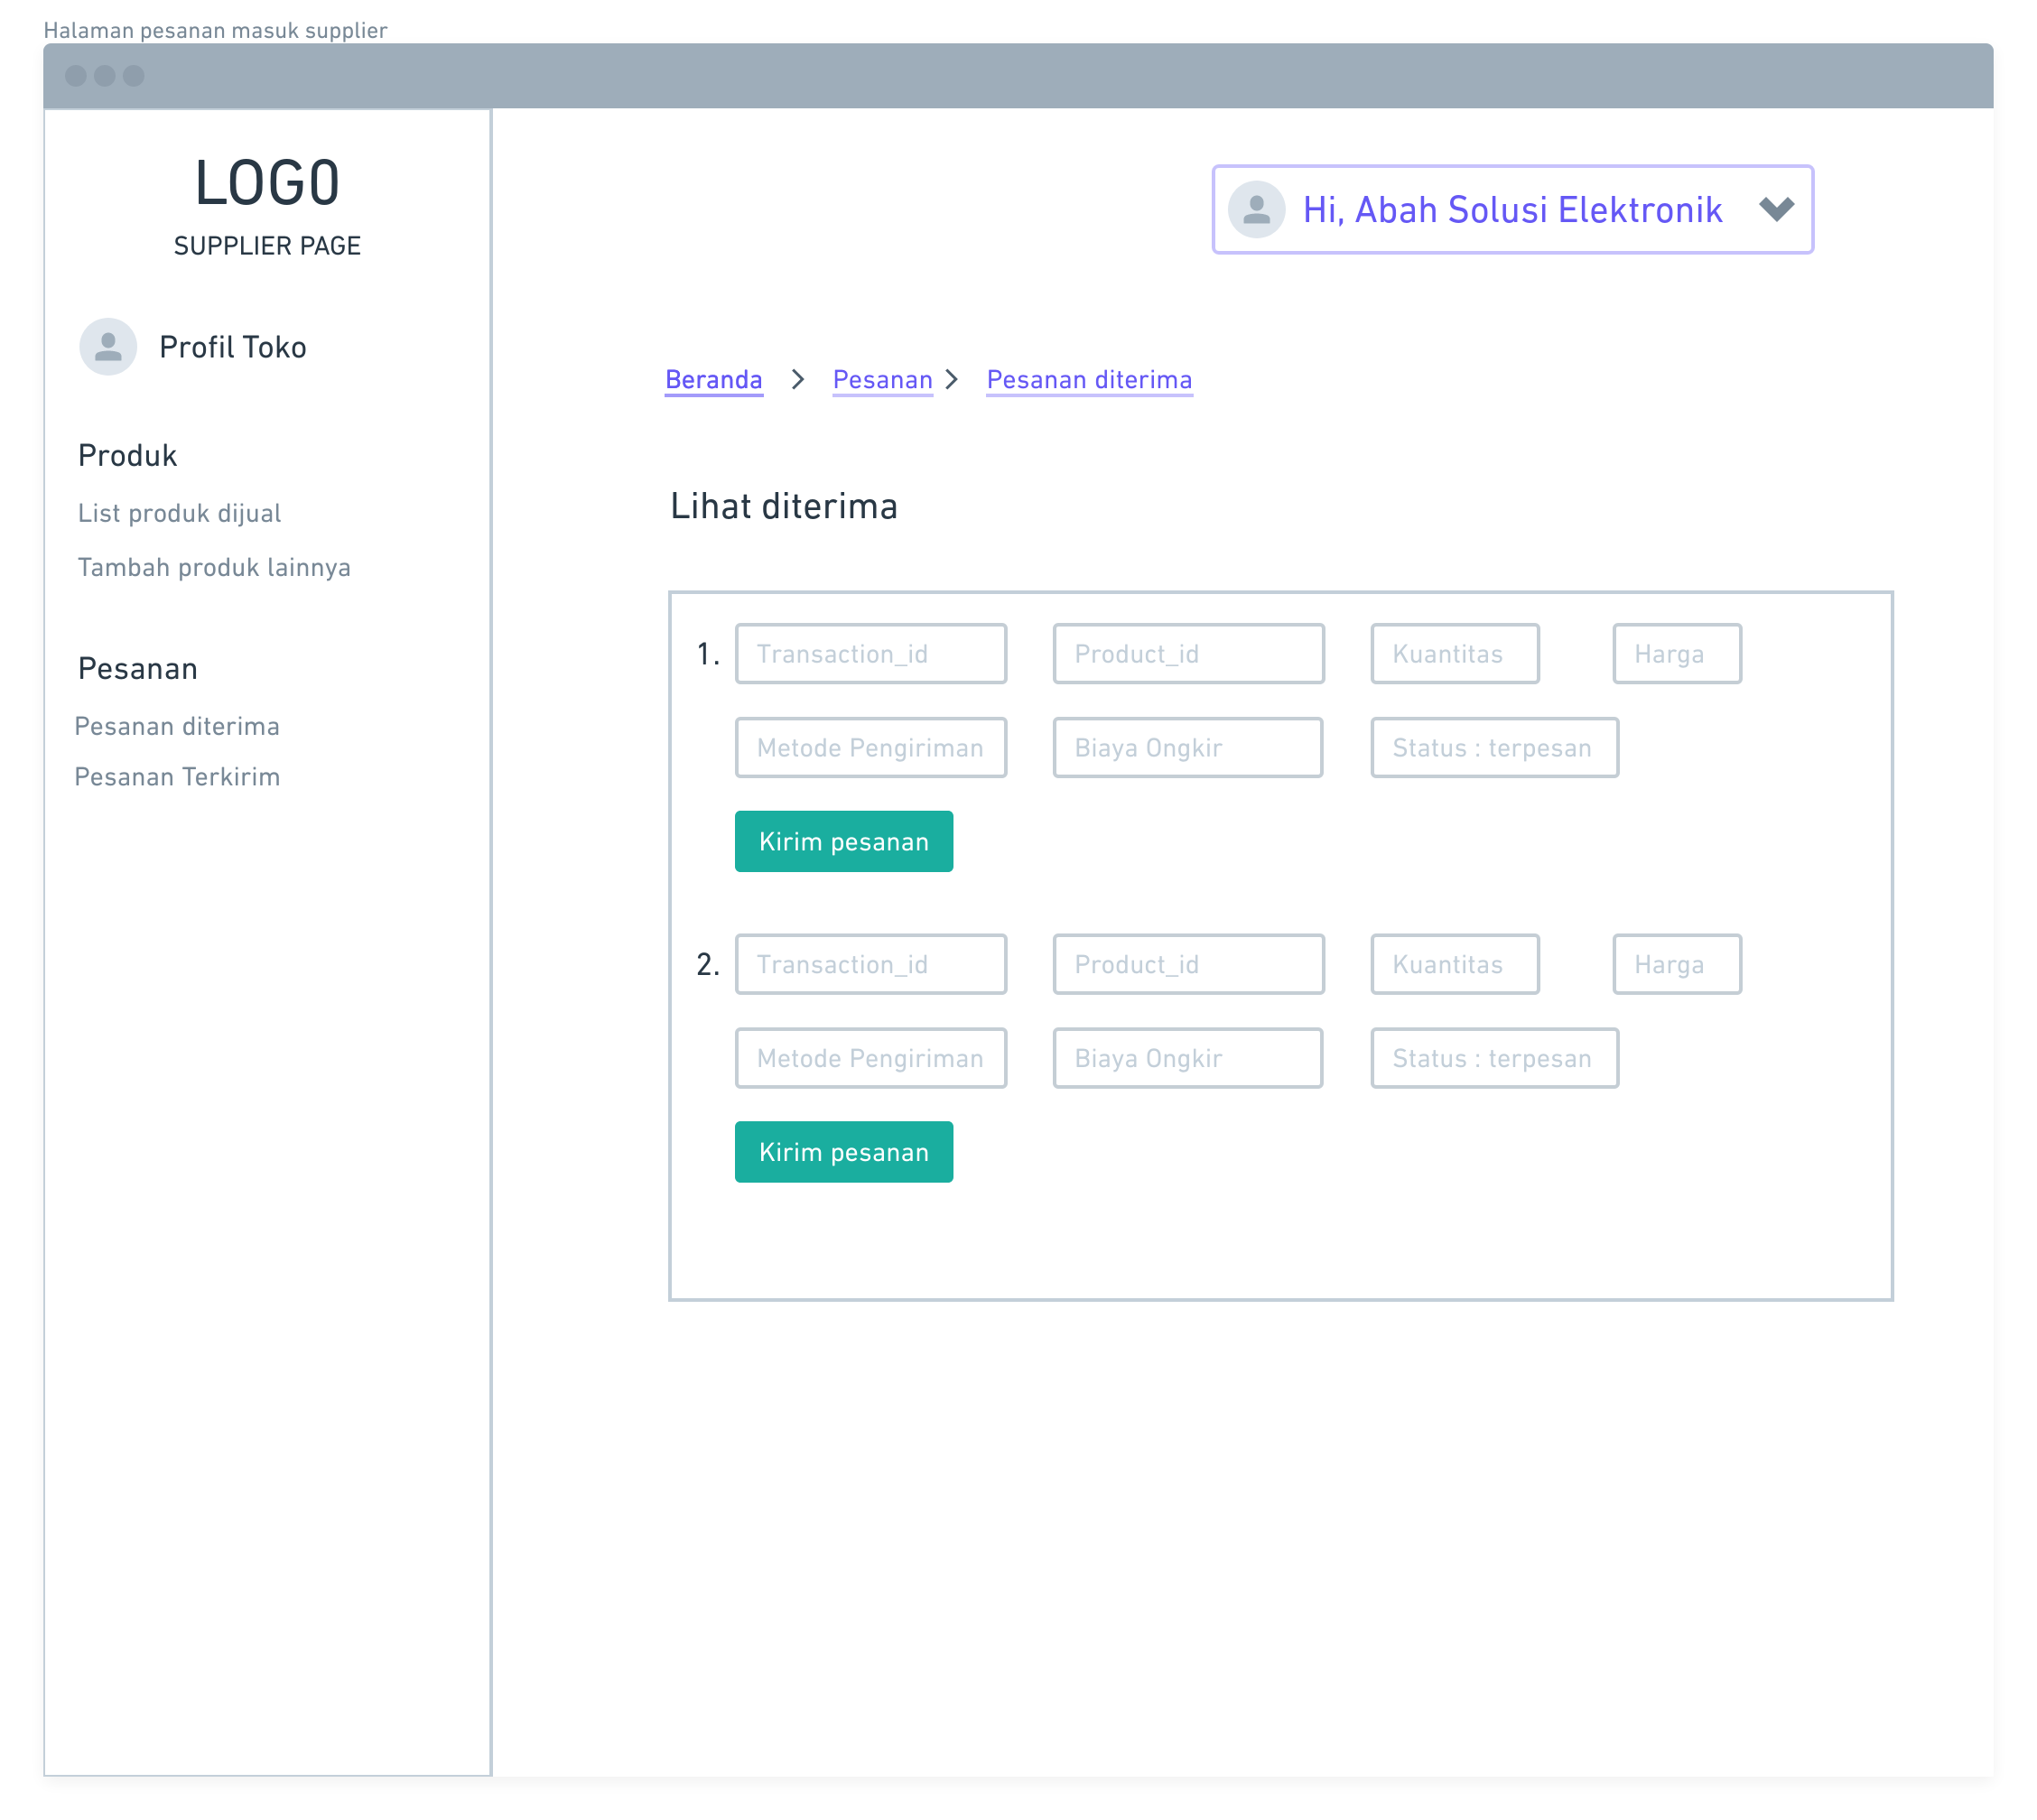 Halaman pesanan masuk supplier
LOG0
SUPPLIER PAGE
Hi, Abah Solusi Elektronik
Profil Toko
Beranda > Pesanan > Pesanan diterima
Produk
List produk dijual
Tambah produk lainnya
Pesanan
Pesanan diterima
Pesanan Terkirim
Lihat diterima
1. Transaction_id Product_id Kuantitas Harga
Metode Pengiriman Biaya Ongkir Status : terpesan
Kirim pesanan
2. Transaction_id Product_id Kuantitas Harga
Metode Pengiriman Biaya Ongkir Status : terpesan
Kirim pesanan